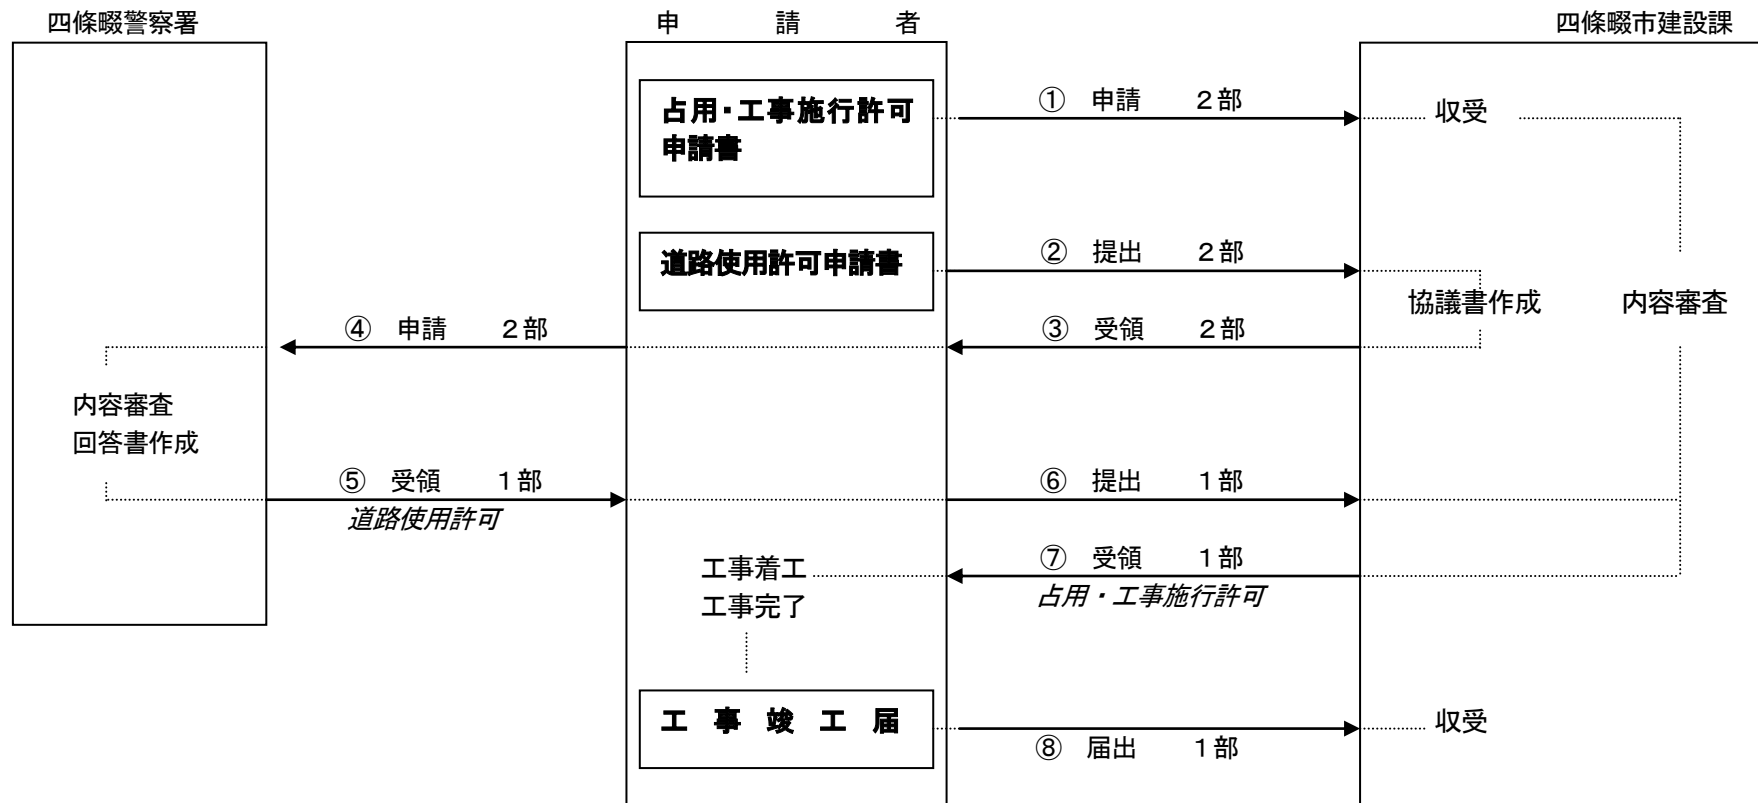 四條畷警察署
申　請　者
四條畷市建設課
占用・工事施行許可
申請書
① 申請 ２部
収受
道路使用許可申請書
② 提出 ２部
協議書作成
内容審査
④ 申請 ２部
③ 受領 ２部
内容審査
回答書作成
⑤ 受領 １部
道路使用許可
⑥ 提出 １部
工事着工
工事完了
⑦ 受領 １部
占用・工事施行許可
工　事　竣　工　届
⑧ 届出 １部
収受